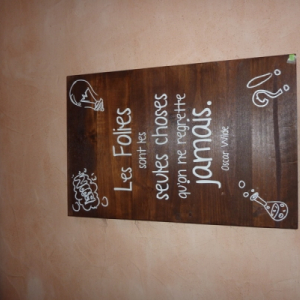 Les Folies
sont les
seules choses
qu'on ne regrette
jamais.
Oscar Wilde
?!